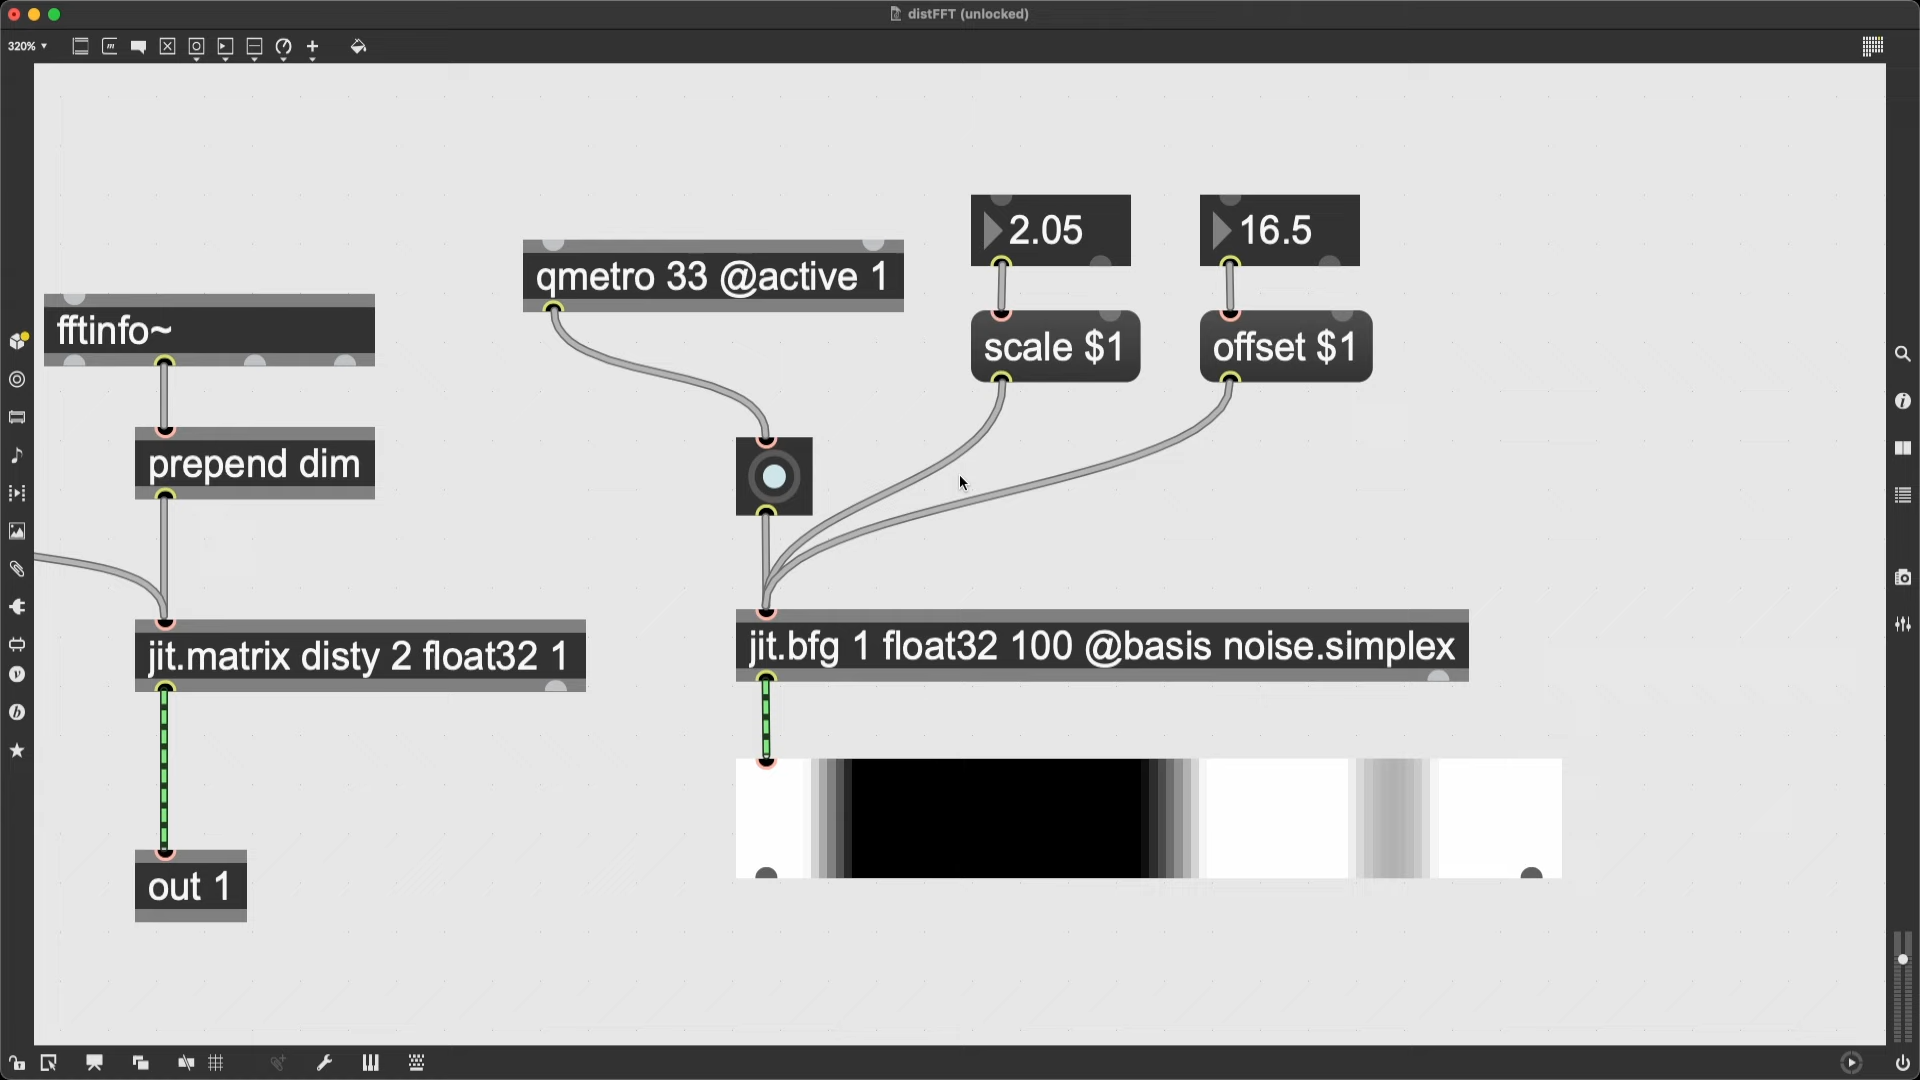 distFFT (unlocked)
320%
2.05
16.5
qmetro 33 @active 1
fftinfo~
scale $1
offset $1
prepend dim
jit.matrix disty 2 float32 1
jit.bfg 1 float32 100 @basis noise.simplex
out 1